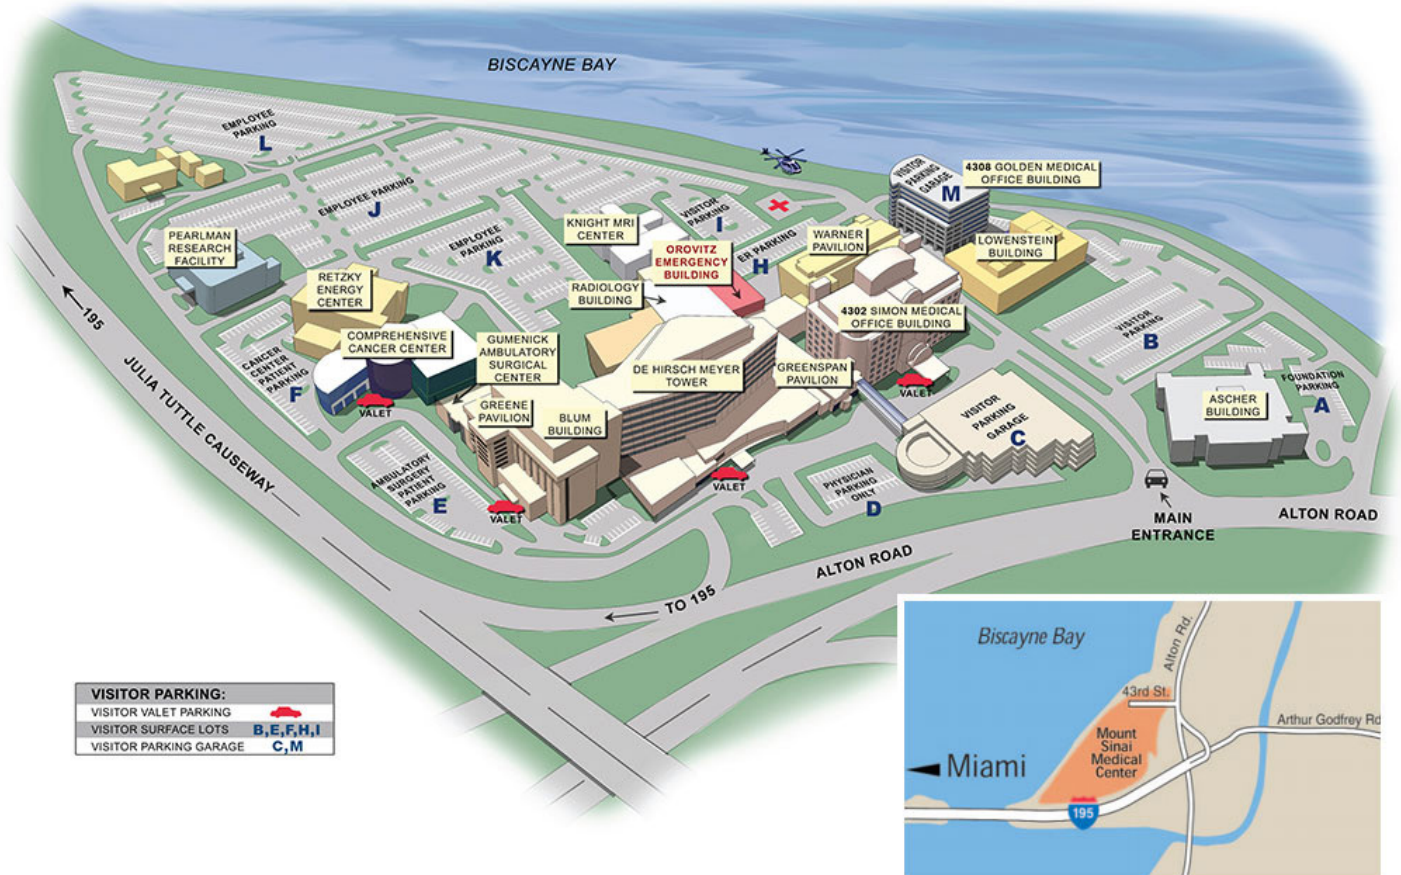 BISCAYNE BAY
EMPLOYEE
PARKING
L
EMPLOYEE PARKING
J
EMPLOYEE
PARKING
K
VISITOR
PARKING
I
ER PARKING
H
VISITOR
PARKING
GARAGE
M
4308 GOLDEN MEDICAL
OFFICE BUILDING
KNIGHT MRI
CENTER
OROVITZ
EMERGENCY
BUILDING
WARNER
PAVILION
LOWENSTEIN
BUILDING
PEARLMAN
RESEARCH
FACILITY
RETZKY
ENERGY
CENTER
RADIOLOGY
BUILDING
4302 SIMON MEDICAL
OFFICE BUILDING
VISITOR
PARKING
B
195
COMPREHENSIVE
CANCER CENTER
GUMENICK
AMBULATORY
SURGICAL
CENTER
DE HIRSCH MEYER
TOWER
GREENSPAN
PAVILION
CANCER
CENTER
PATIENT
PARKING
F
VALET
VALET
GREENE
PAVILION
BLUM
BUILDING
VISITOR
PARKING
GARAGE
C
ASCHER
BUILDING
FOUNDATION
PARKING
A
JULIA TUTTLE CAUSEWAY
AMBULATORY
SURGERY
PATIENT
PARKING
E
VALET
VALET
PHYSICIAN
PARKING
ONLY
D
MAIN
ENTRANCE
ALTON ROAD
ALTON ROAD
TO 195
VISITOR PARKING:
VISITOR VALET PARKING
VISITOR SURFACE LOTS B,E,F,H,I
VISITOR PARKING GARAGE C,M
Biscayne Bay
Alton Rd.
43rd St.
Arthur Godfrey Rd
Mount
Sinai
Medical
Center
Miami
195